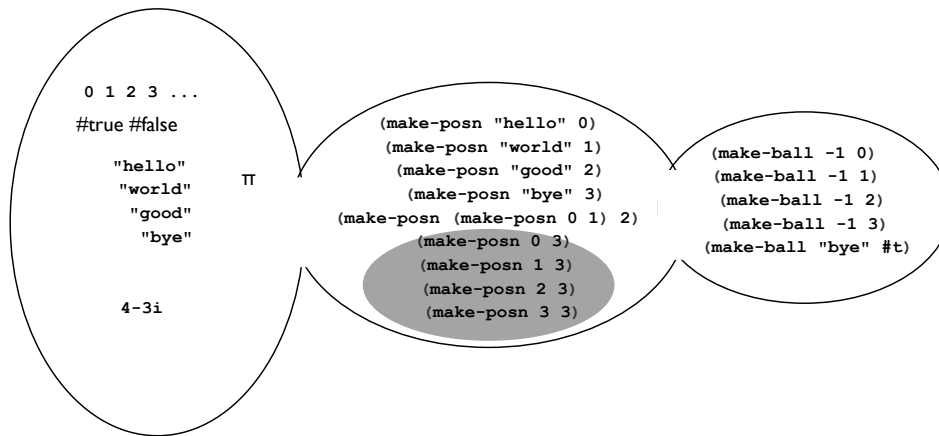 0 1 2 3 ...
#true #false
"hello"
"world"
"good"
"bye"
π
4-3i
(make-posn "hello" 0)
(make-posn "world" 1)
(make-posn "good" 2)
(make-posn "bye" 3)
(make-posn (make-posn 0 1) 2)
(make-posn 0 3)
(make-posn 1 3)
(make-posn 2 3)
(make-posn 3 3)
(make-ball -1 0)
(make-ball -1 1)
(make-ball -1 2)
(make-ball -1 3)
(make-ball "bye" #t)